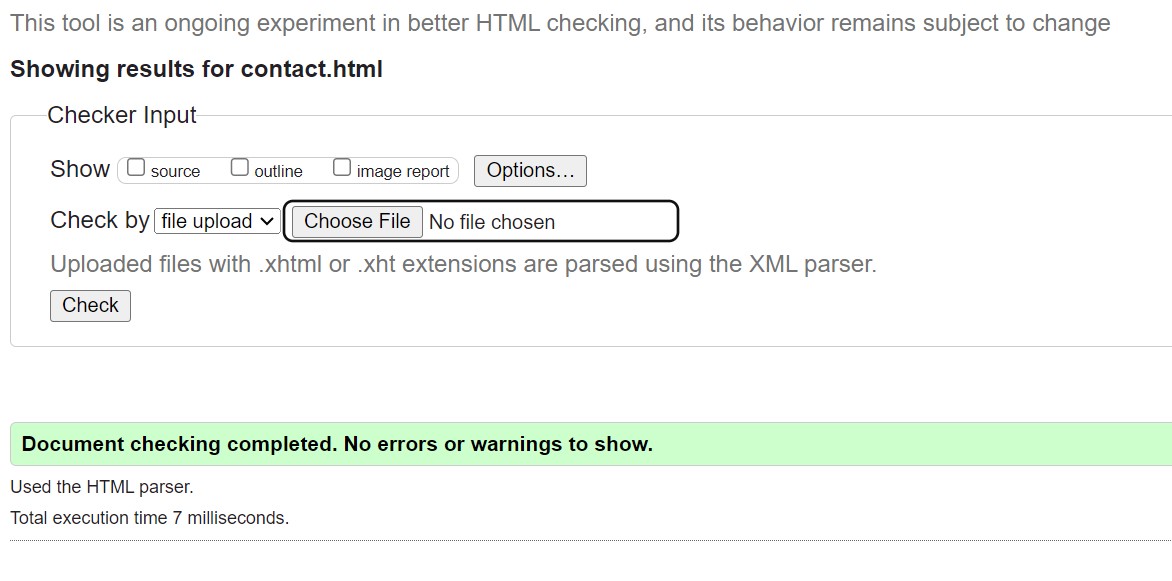 This tool is an ongoing experiment in better HTML checking, and its behavior remains subject to change
Showing results for contact.html
Checker Input
Show source outline image report Options...
Check by file upload Choose File No file chosen
Uploaded files with .xhtml or .xht extensions are parsed using the XML parser.
Check
Document checking completed. No errors or warnings to show.
Used the HTML parser.
Total execution time 7 milliseconds.